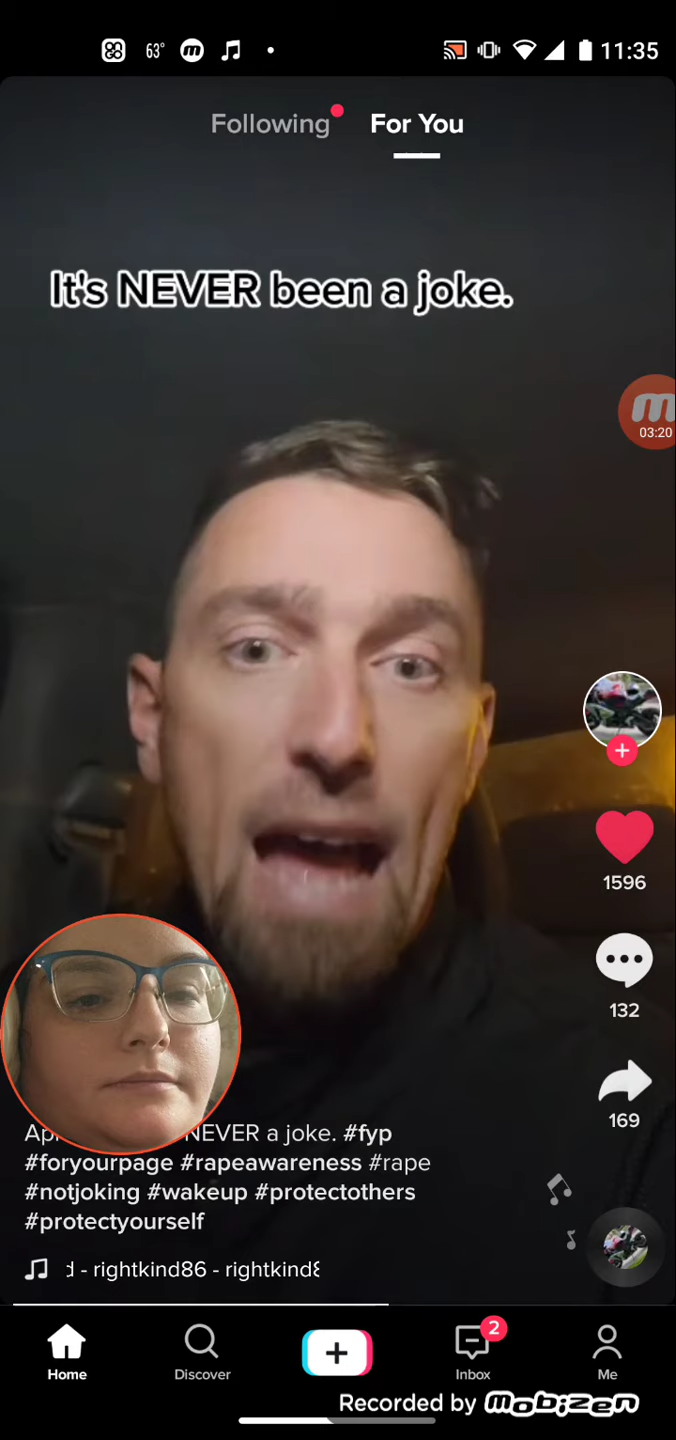 63°
11:35
Following
For You
It's NEVER been a joke.
03:20
1596
132
169
NEVER a joke. #fyp
#foryourpage #rapeawareness #rape
#notjoking #wakeup #protectothers
#protectyourself
d - rightkind86 - rightkind8
2
Home
Discover
Inbox
Me
Recorded by mobizen